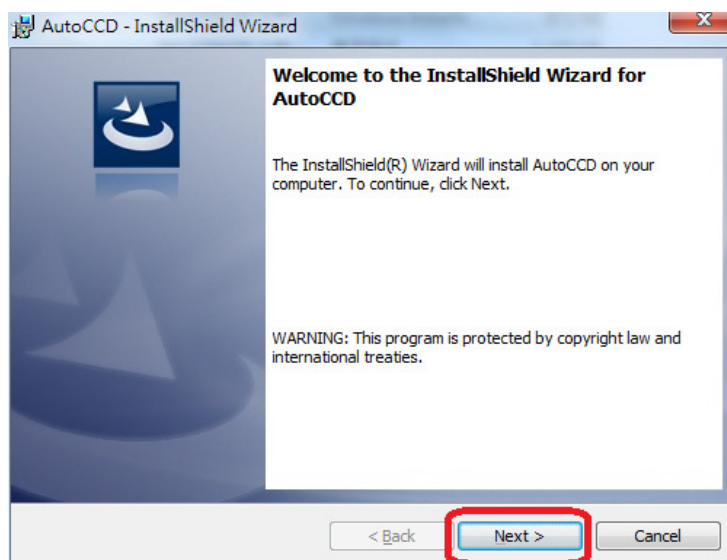 AutoCCD - InstallShield Wizard
Welcome to the InstallShield Wizard for
AutoCCD
The InstallShield(R) Wizard will install AutoCCD on your
computer. To continue, click Next.
WARNING: This program is protected by copyright law and
international treaties.
< Back
Next >
Cancel